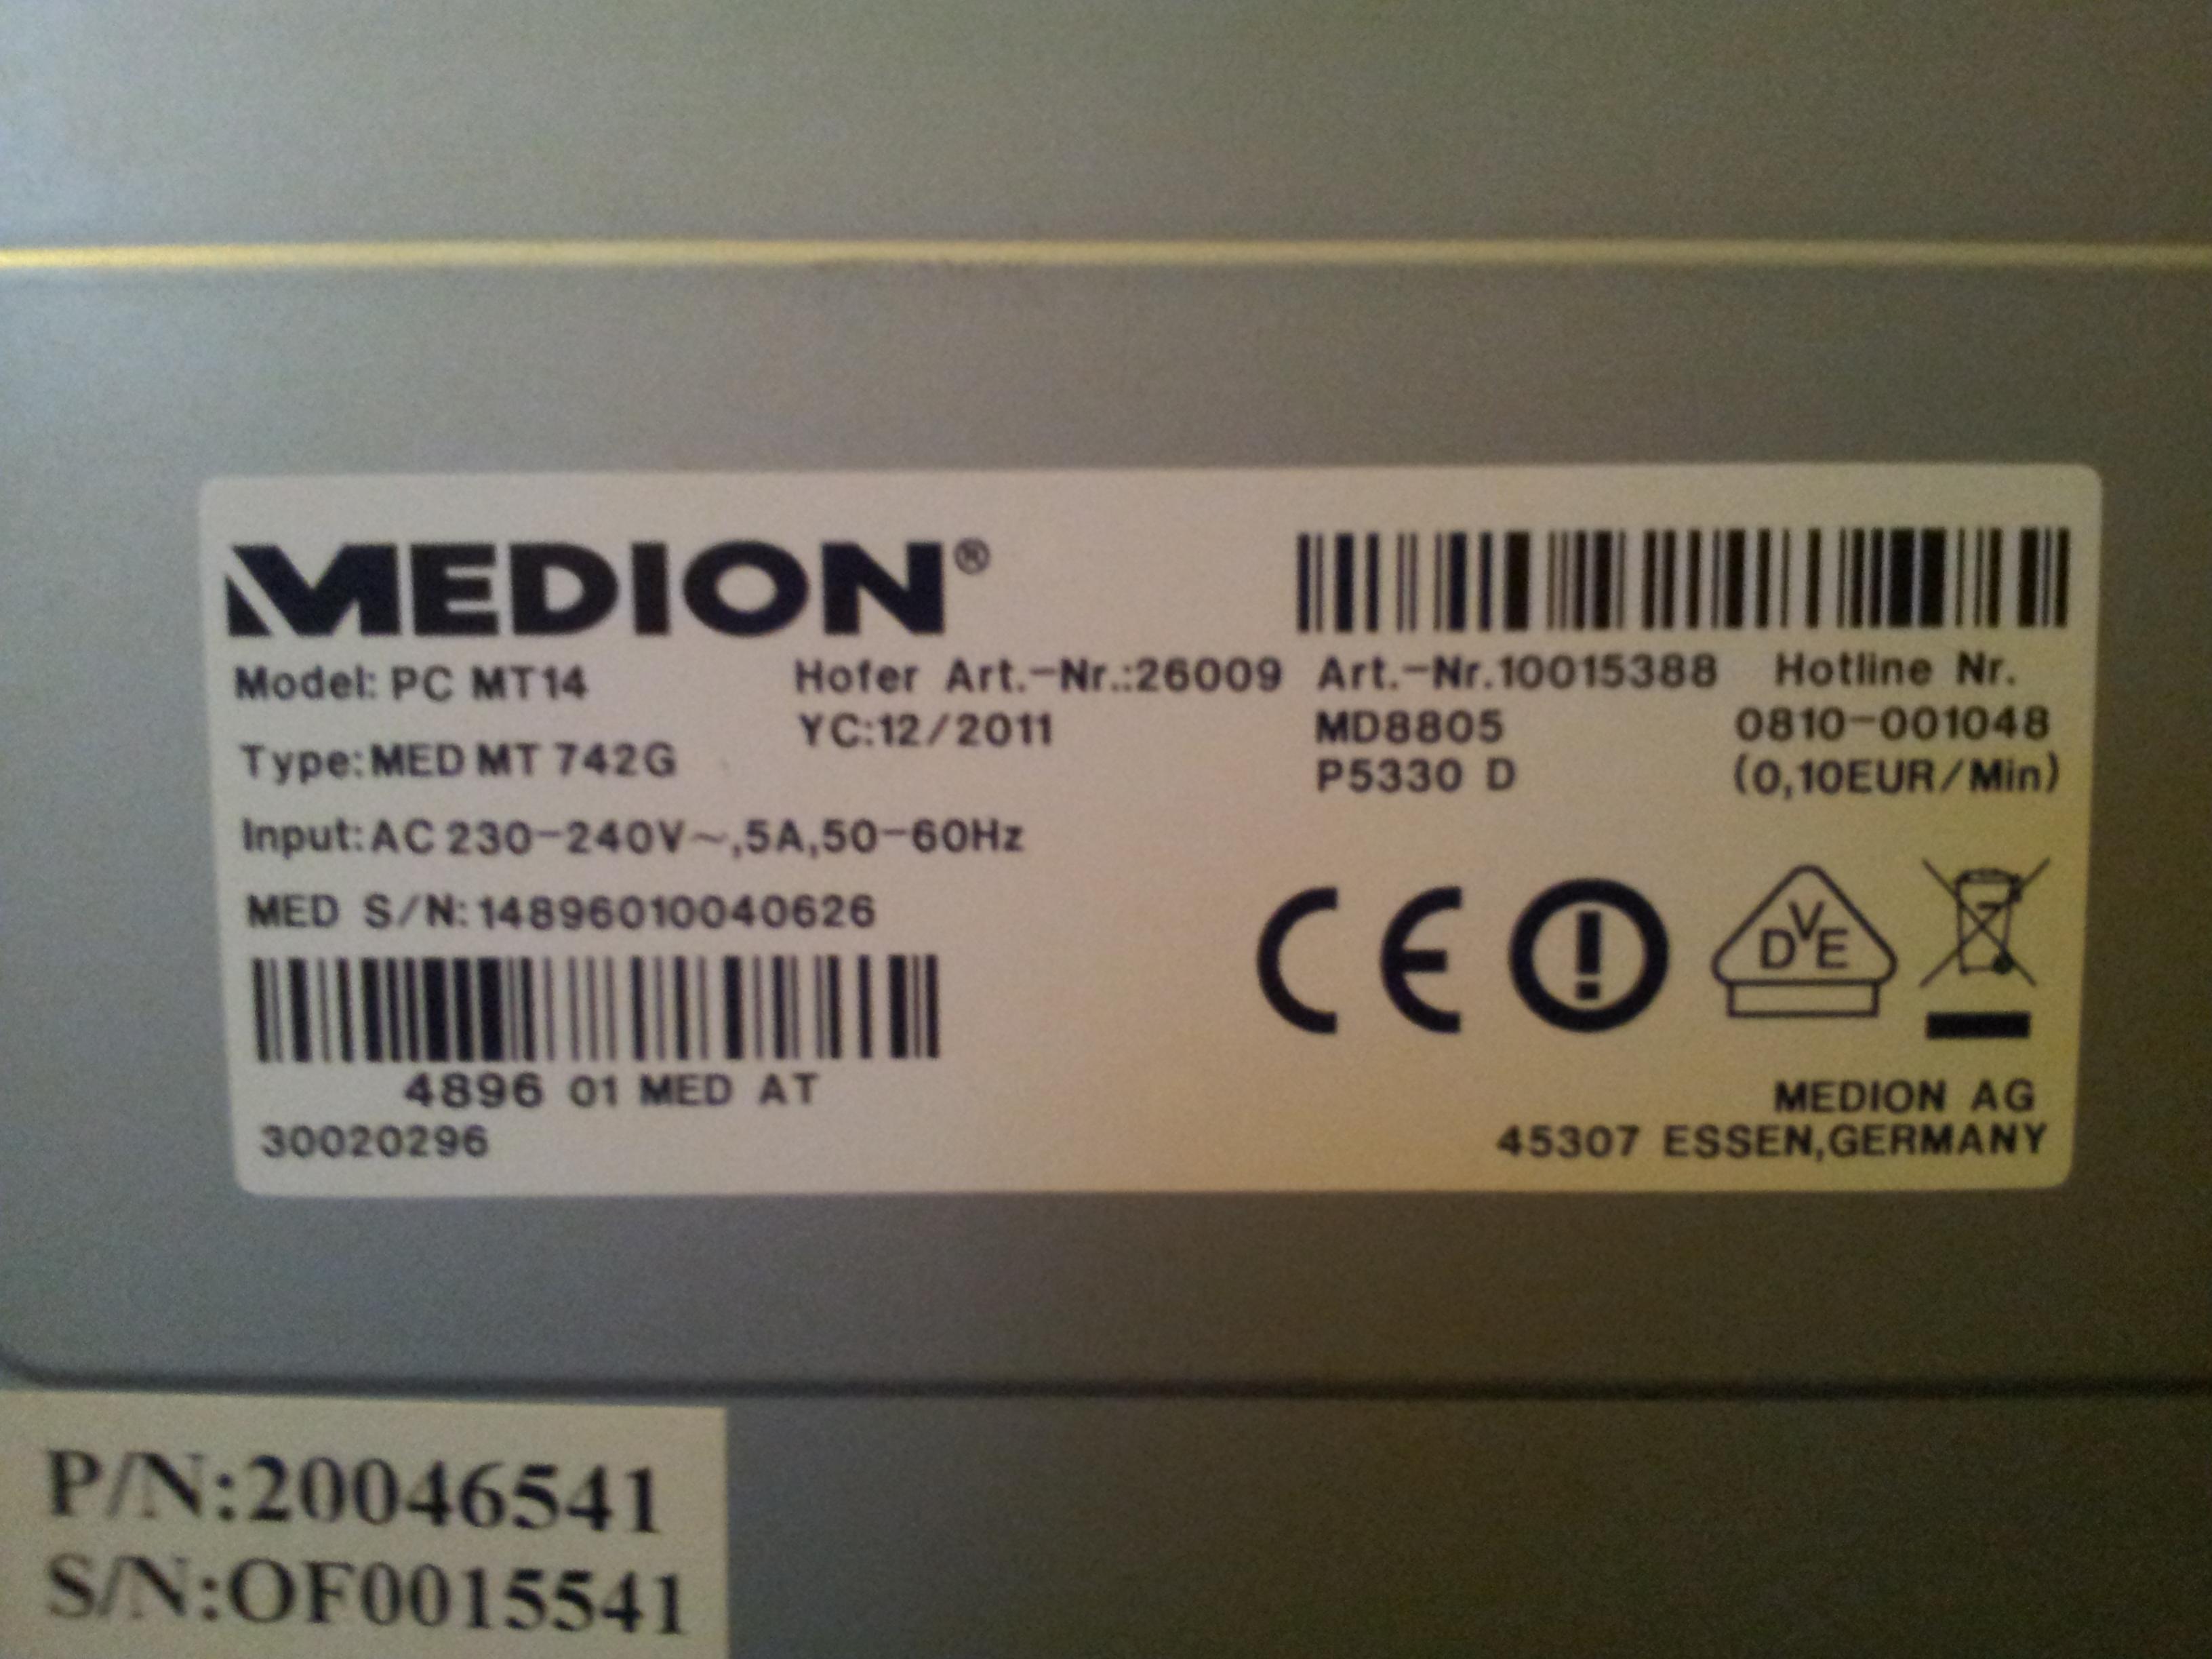 MEDION®
Model: PC MT14
Hofer Art.-Nr.:26009
Art.-Nr.10015388
Hotline Nr.
YC:12/2011
MD8805
0810-001048
Type:MED MT 742G
P5330 D
(0,10EUR/Min)
Input:AC 230-240V~,5A,50-60Hz
MED S/N:14896010040626
CE
DVE
4896 01 MED AT
30020296
MEDION AG
45307 ESSEN,GERMANY
P/N:20046541
S/N:OF0015541